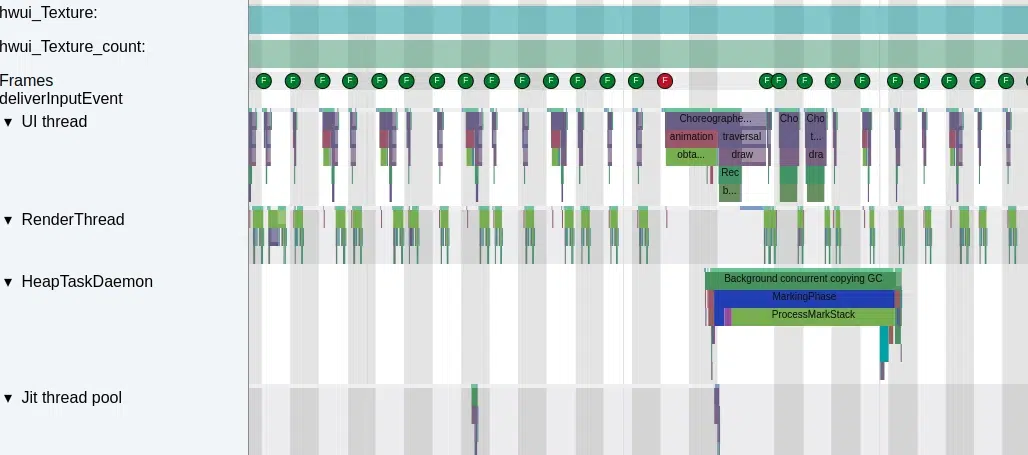 hwui_Texture:
hwui_Texture_count:
Frames
F F F F F F F F F F F F F F F F F F F F F F F F F
deliverInputEvent
▼ UI thread
Choreographe... Cho Cho
animation traversal t...
obta... draw dra
Rec
b...
▼ RenderThread
▼ HeapTaskDaemon
Background concurrent copying GC
MarkingPhase
ProcessMarkStack
▼ Jit thread pool